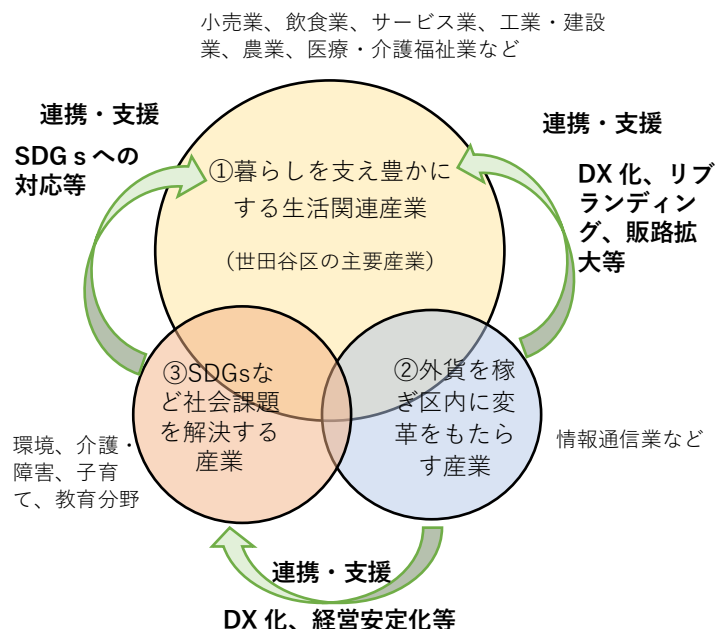 小売業、飲食業、サービス業、工業・建設
業、農業、医療・介護福祉業など
連携・支援
SDGｓへの
対応等
連携・支援
DX 化、リブ
ランディン
グ、販路拡
大等
①暮らしを支え豊かに
する生活関連産業
（世田谷区の主要産業）
③SDGsな
ど社会課題
を解決する
産業
②外貨を稼
ぎ区内に変
革をもたら
す産業
環境、介護・
障害、子育
て、教育分野
情報通信業など
連携・支援
DX 化、経営安定化等